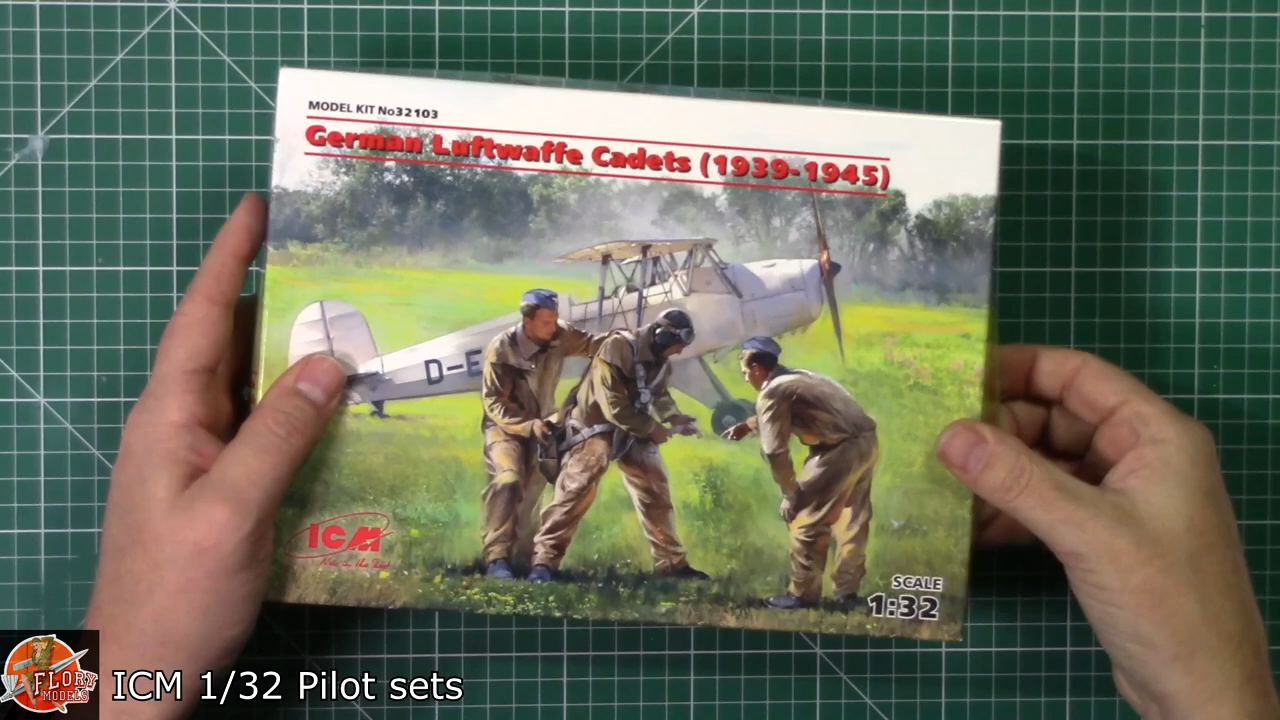 MODEL KIT No32103
German Luftwaffe Cadets (1939-1945)
D-E
ICM
SCALE
1:32
FLORY
MODELS
ICM 1/32 Pilot sets